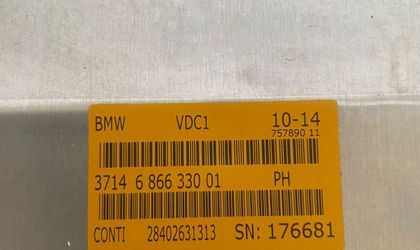 BMW VDC1 10-14
757890 11
3714 6 866 330 01 PH
CONTI 28402631313 SN: 176681